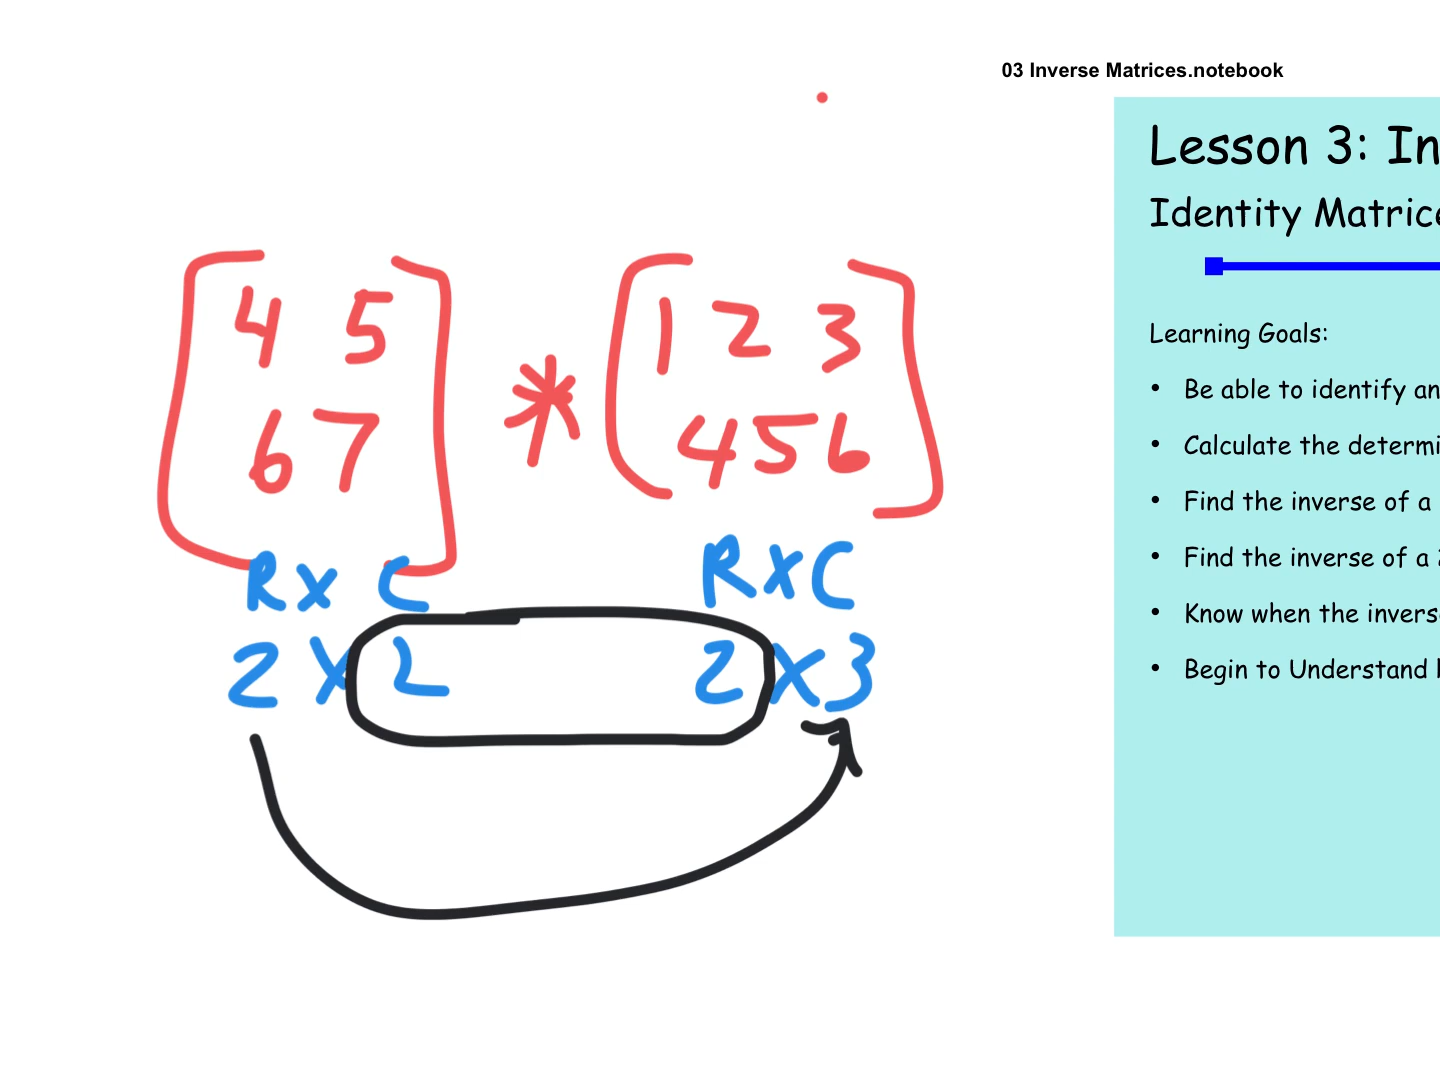 03 Inverse Matrices.notebook
Lesson 3: In
Identity Matrice
Learning Goals:
• Be able to identify an
• Calculate the determi
• Find the inverse of a
• Find the inverse of a 2
• Know when the invers
• Begin to Understand b
4 5 * 1 2 3
6 7 4 5 6
R x C R x C
2 x 2 2 x 3